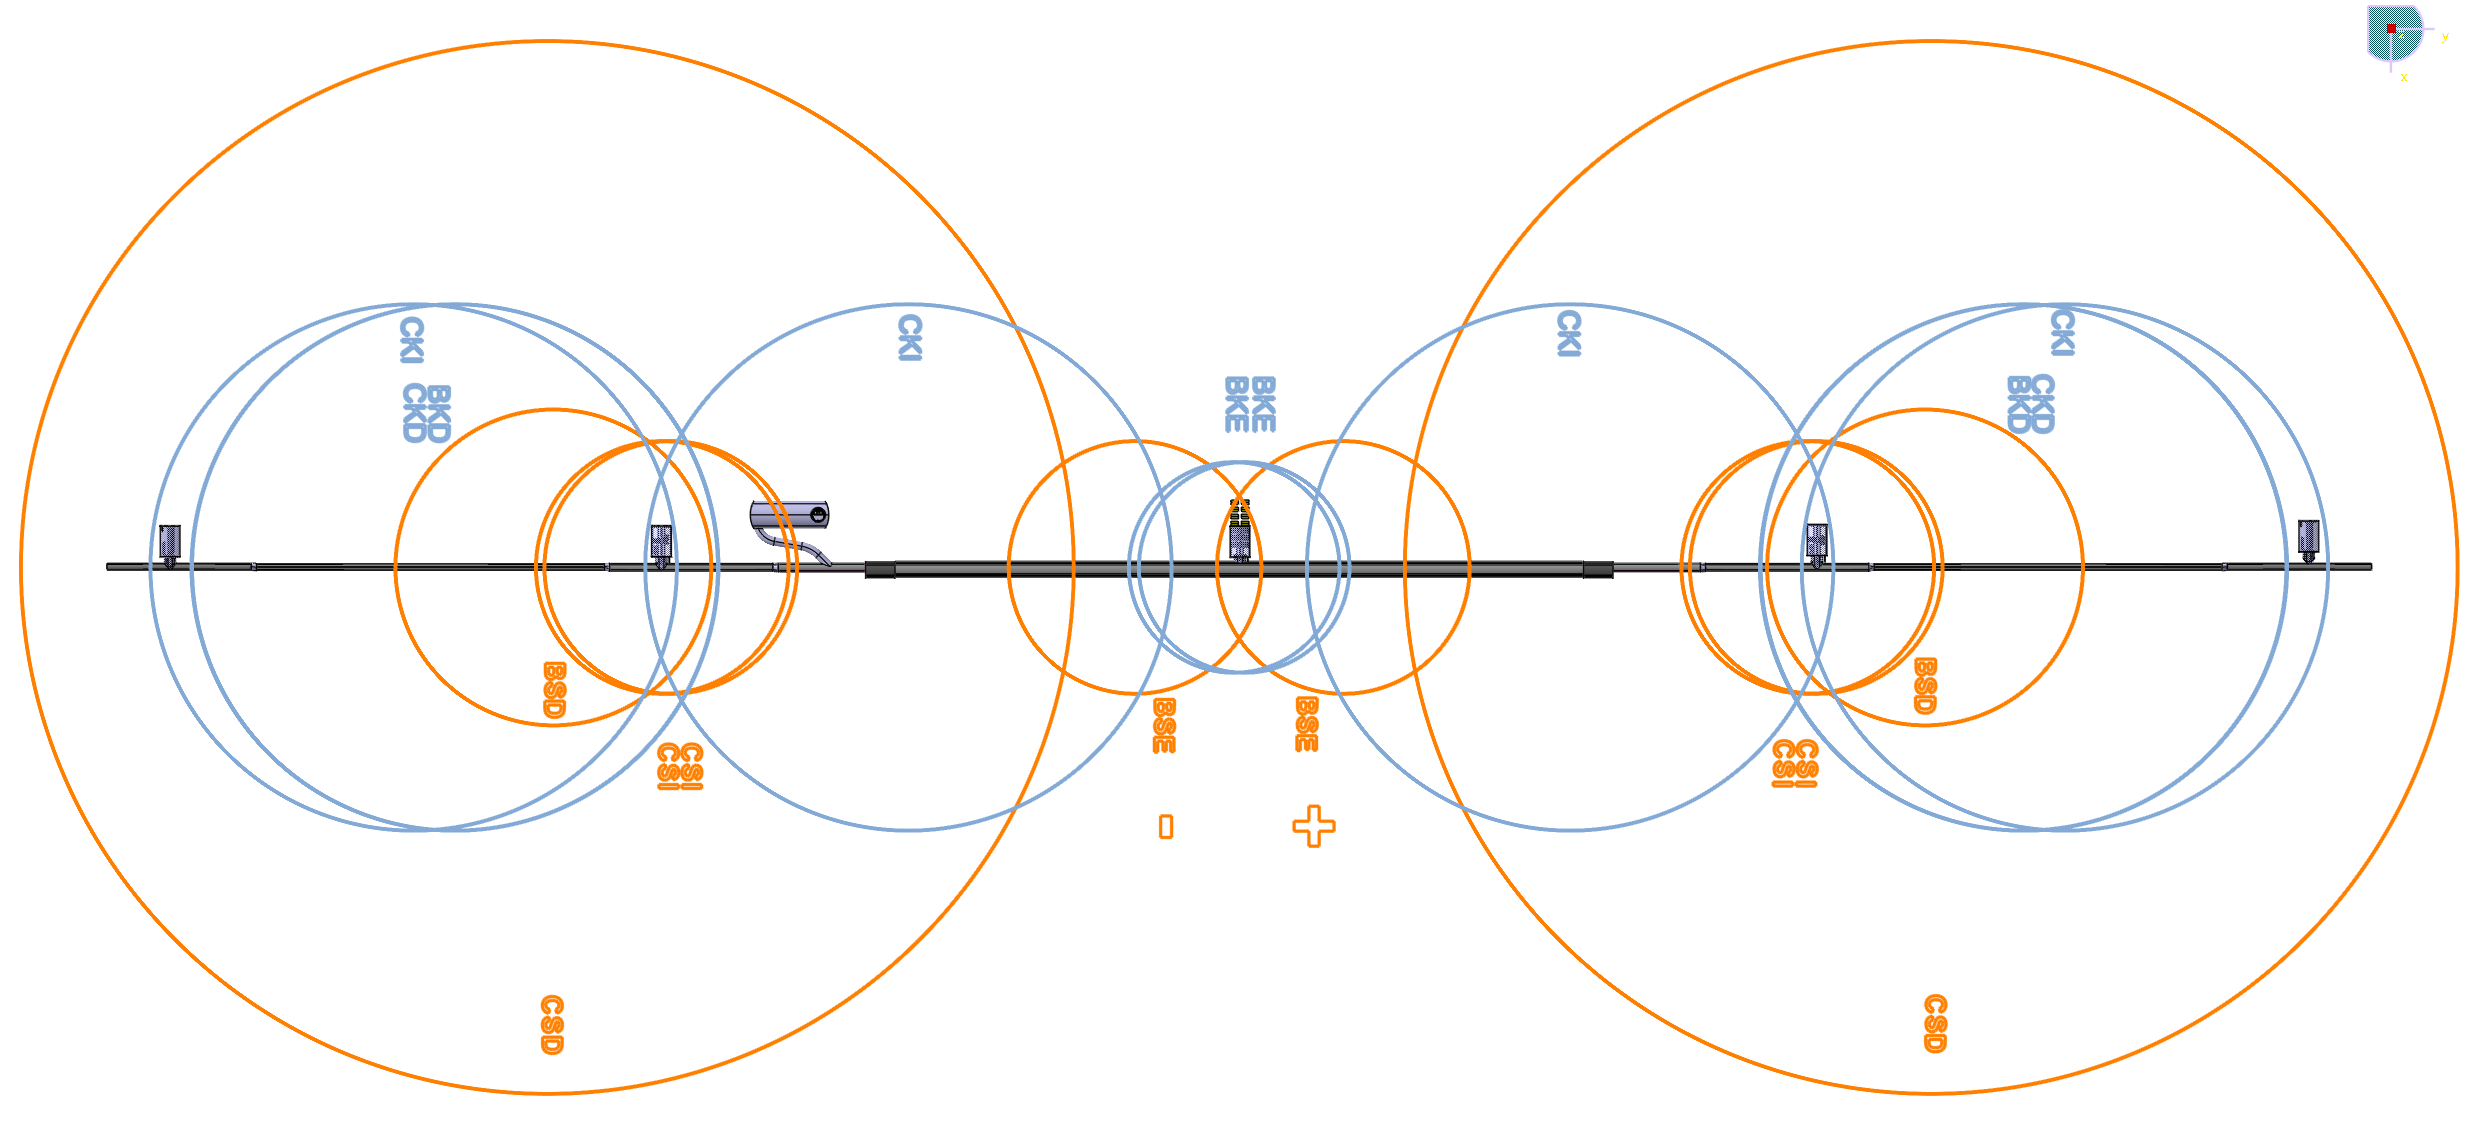 y
x
CKI
CKI
CKI
CKI
BKD
CKD
BKE
BKE
CKD
BKD
BSD
BSD
BSE
BSE
CSI
CSI
CSI
CSI
-
+
CSD
CSD